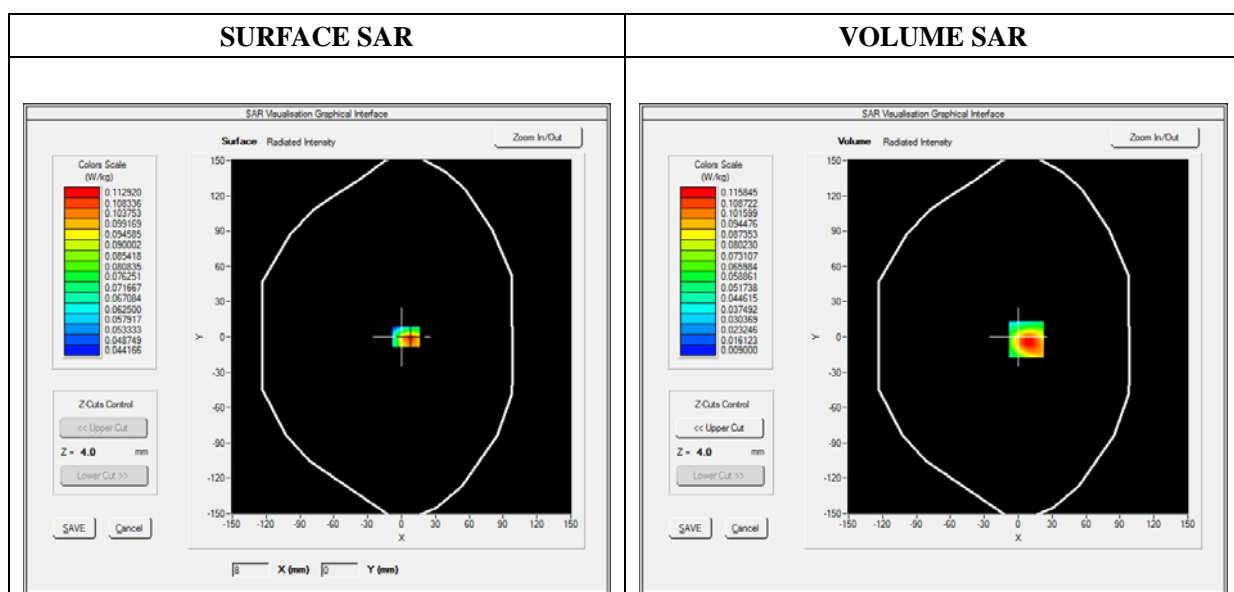 SURFACE SAR
VOLUME SAR
SAR Visualisation Graphical Interface
Surface Radiated Intensity
Zoom In/Out
Colors Scale
(W/kg)
0.112920
0.108336
0.103753
0.099169
0.094585
0.090002
0.085418
0.080835
0.076251
0.071667
0.067084
0.062500
0.057917
0.053333
0.048749
0.044166
Z-Cuts Control
<< Upper Cut
Z = 4.0 mm
Lower Cut >>
SAVE
Cancel
150
120
90
60
30
0
-30
-60
-90
-120
-150
Y
-150 -120 -90 -60 -30 0 30 60 90 120 150
X
8 X (mm) 0 Y (mm)
SAR Visualisation Graphical Interface
Volume Radiated Intensity
Zoom In/Out
Colors Scale
(W/kg)
0.115845
0.108722
0.101599
0.094476
0.087353
0.080230
0.073107
0.065984
0.058861
0.051738
0.044615
0.037492
0.030369
0.023246
0.016123
0.009000
Z-Cuts Control
<< Upper Cut
Z = 4.0 mm
Lower Cut >>
SAVE
Cancel
150
120
90
60
30
0
-30
-60
-90
-120
-150
Y
-150 -120 -90 -60 -30 0 30 60 90 120 150
X